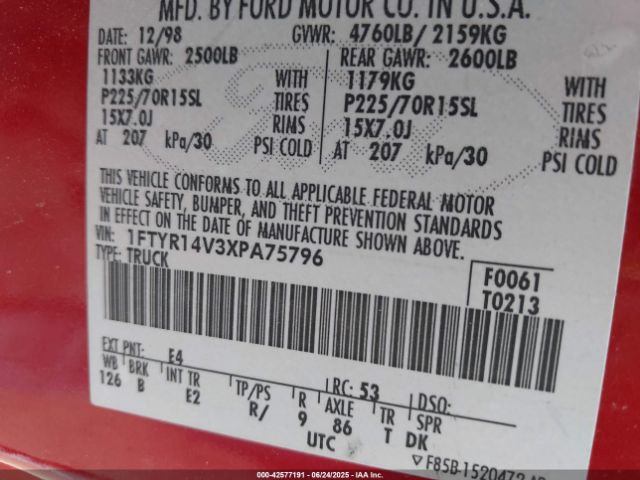 MFD. BY FORD MOTOR CO. IN U.S.A.
DATE: 12/98 GVWR: 4760LB/ 2159KG
FRONT GAWR: 2500LB REAR GAWR: 2600LB
1133KG WITH 1179KG WITH
P225/70R15SL TIRES P225/70R15SL TIRES
15X7.0J RIMS 15X7.0J RIMS
AT 207 kPa/30 PSI COLD AT 207 kPa/30 PSI COLD
THIS VEHICLE CONFORMS TO ALL APPLICABLE FEDERAL MOTOR
VEHICLE SAFETY, BUMPER, AND THEFT PREVENTION STANDARDS
IN EFFECT ON THE DATE OF MANUFACTURE SHOWN ABOVE.
VIN: 1FTYR14V3XPA75796
TYPE: TRUCK
F0061
T0213
EXT PNT: E4 RC: 53 DSO:
WB BRK INT TR TP/PS R AXLE TR SPR
126 B E2 R/ 9 86 T DK
UTC
▽F85B-1520472-
00-42577191 - 06/24/2025 - IAA Inc.